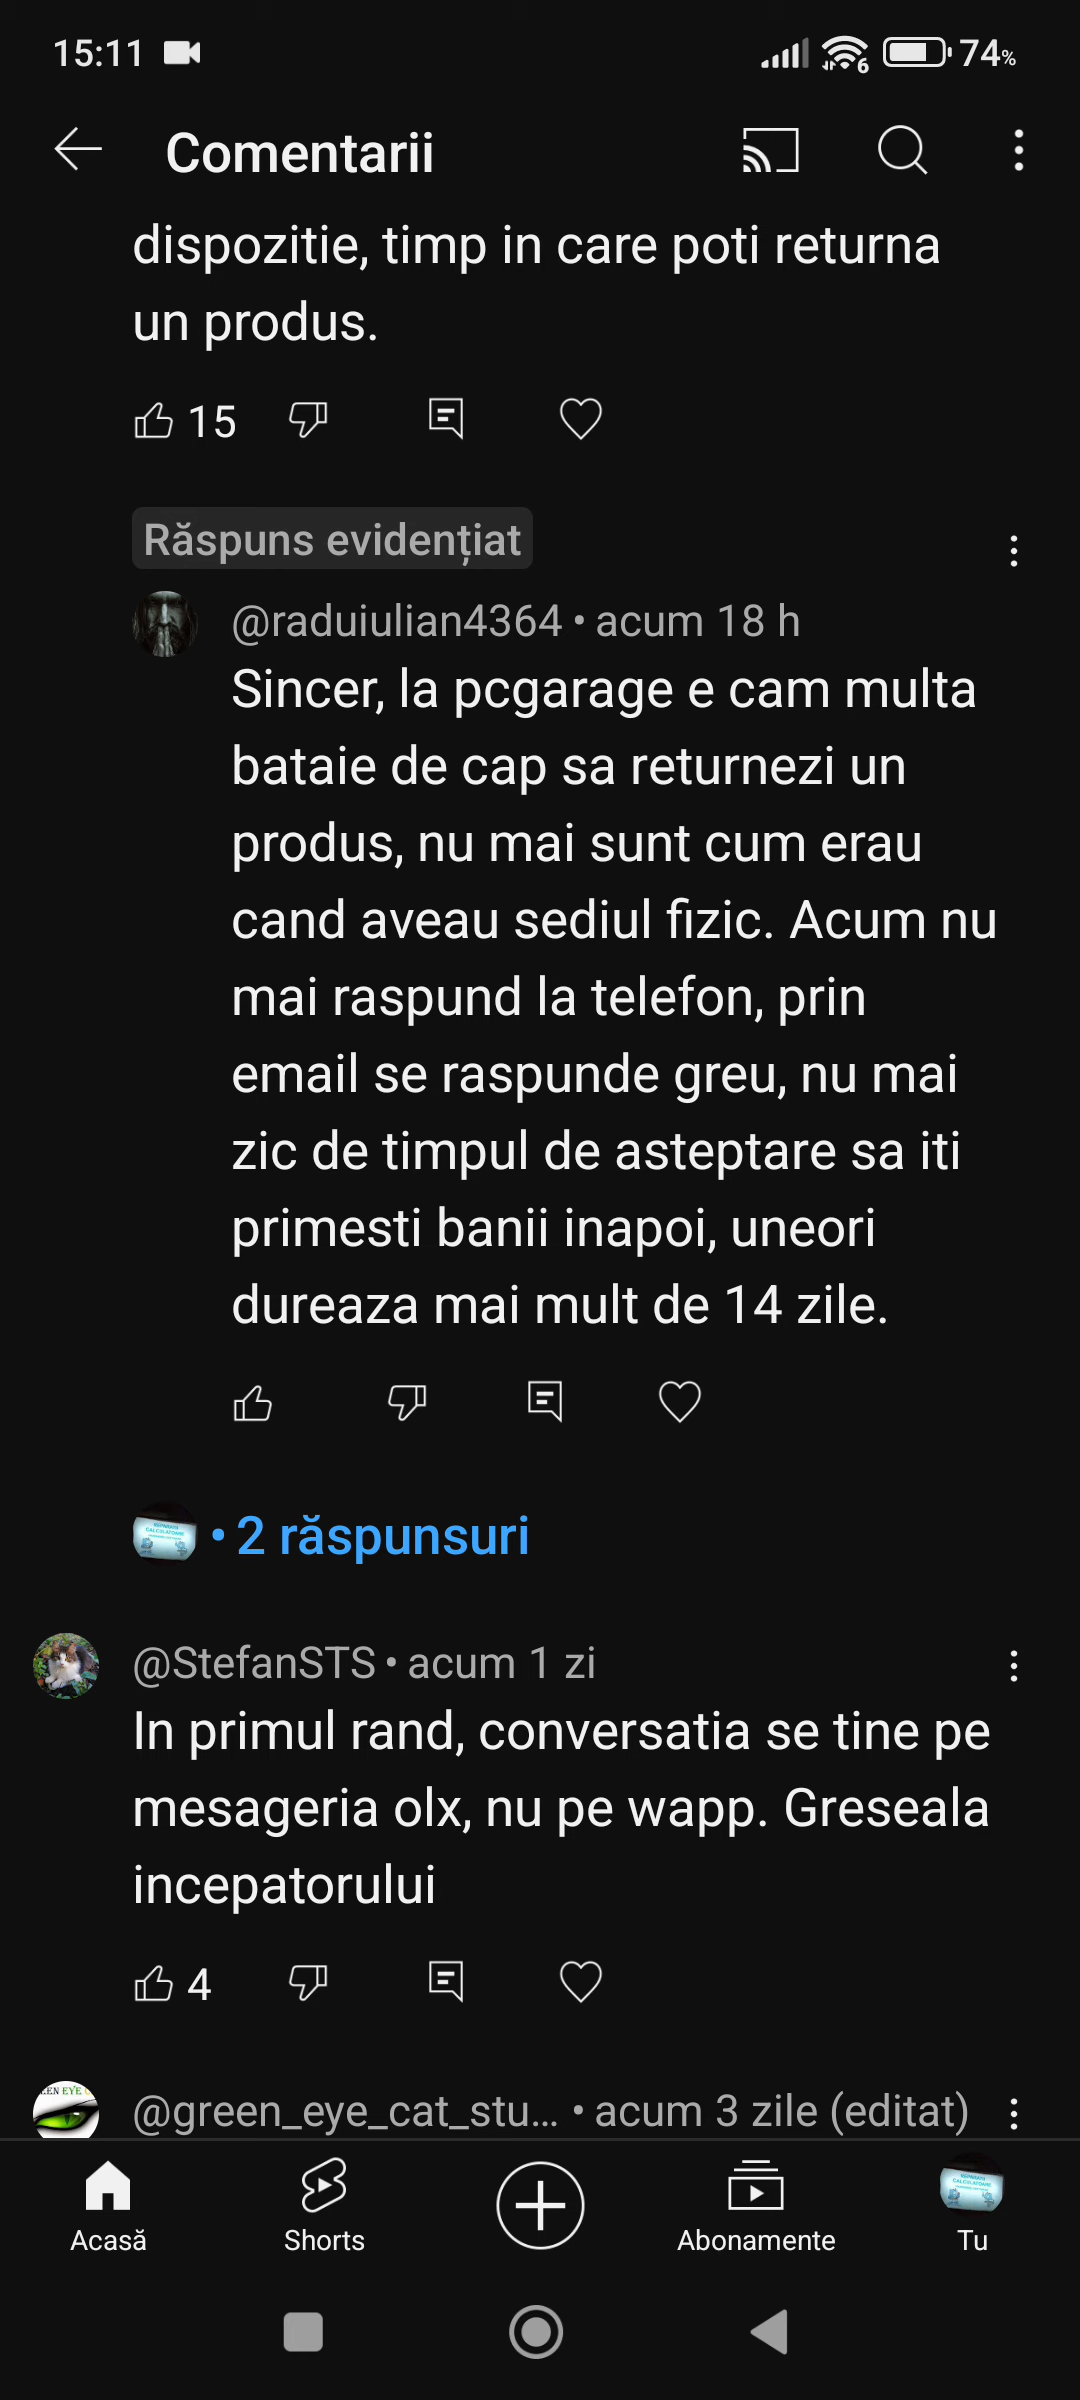 15:11
6
74%
Comentarii
dispozitie, timp in care poti returna
un produs.
15
Răspuns evidențiat
@raduiulian4364 • acum 18 h
Sincer, la pcgarage e cam multa
bataie de cap sa returnezi un
produs, nu mai sunt cum erau
cand aveau sediul fizic. Acum nu
mai raspund la telefon, prin
email se raspunde greu, nu mai
zic de timpul de asteptare sa iti
primesti banii inapoi, uneori
dureaza mai mult de 14 zile.
• 2 răspunsuri
@StefanSTS • acum 1 zi
In primul rand, conversatia se tine pe
mesageria olx, nu pe wapp. Greseala
incepatorului
4
@green_eye_cat_stu... • acum 3 zile (editat)
Acasă
Shorts
Abonamente
Tu